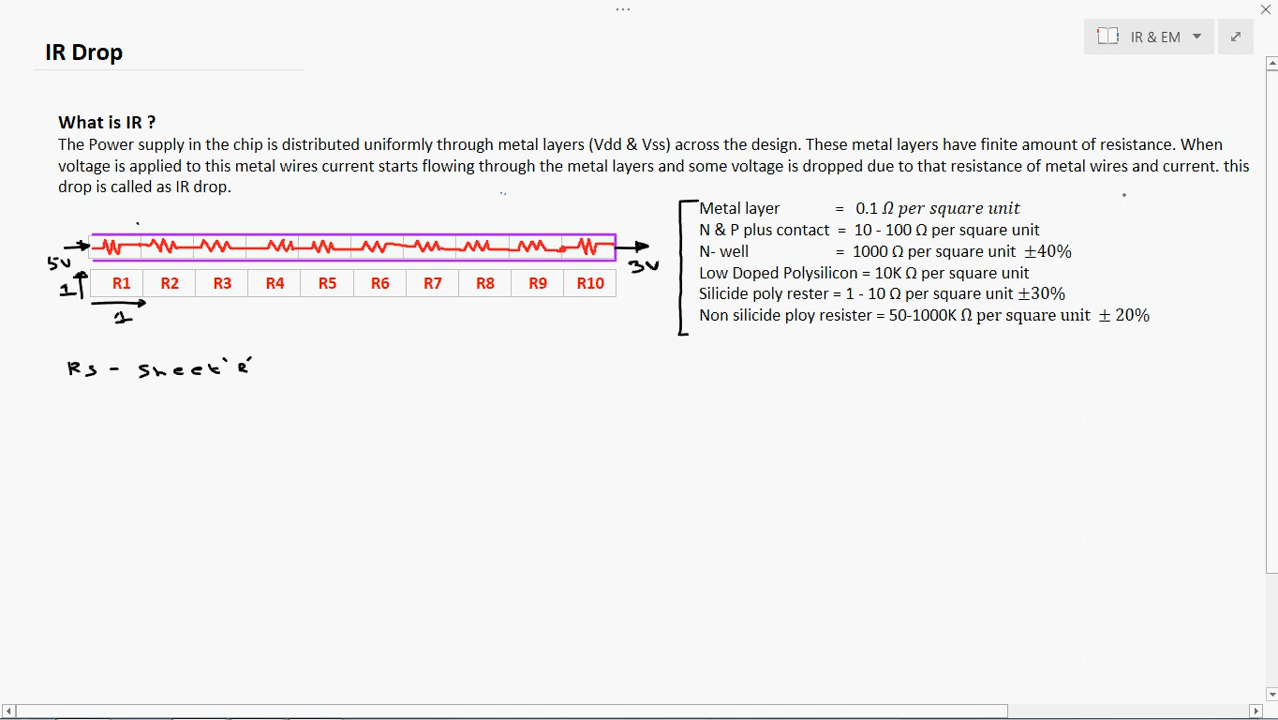 IR & EM
IR Drop
What is IR ?
The Power supply in the chip is distributed uniformly through metal layers (Vdd & Vss) across the design. These metal layers have finite amount of resistance. When
voltage is applied to this metal wires current starts flowing through the metal layers and some voltage is dropped due to that resistance of metal wires and current. this
drop is called as IR drop.
Metal layer = 0.1 Ω per square unit
N & P plus contact = 10 - 100 Ω per square unit
N- well = 1000 Ω per square unit ±40%
Low Doped Polysilicon = 10K Ω per square unit
Silicide poly rester = 1 - 10 Ω per square unit ±30%
Non silicide ploy resister = 50-1000K Ω per square unit ± 20%
5V
3V
1
R1 R2 R3 R4 R5 R6 R7 R8 R9 R10
1
Rs - Sheet 'R'